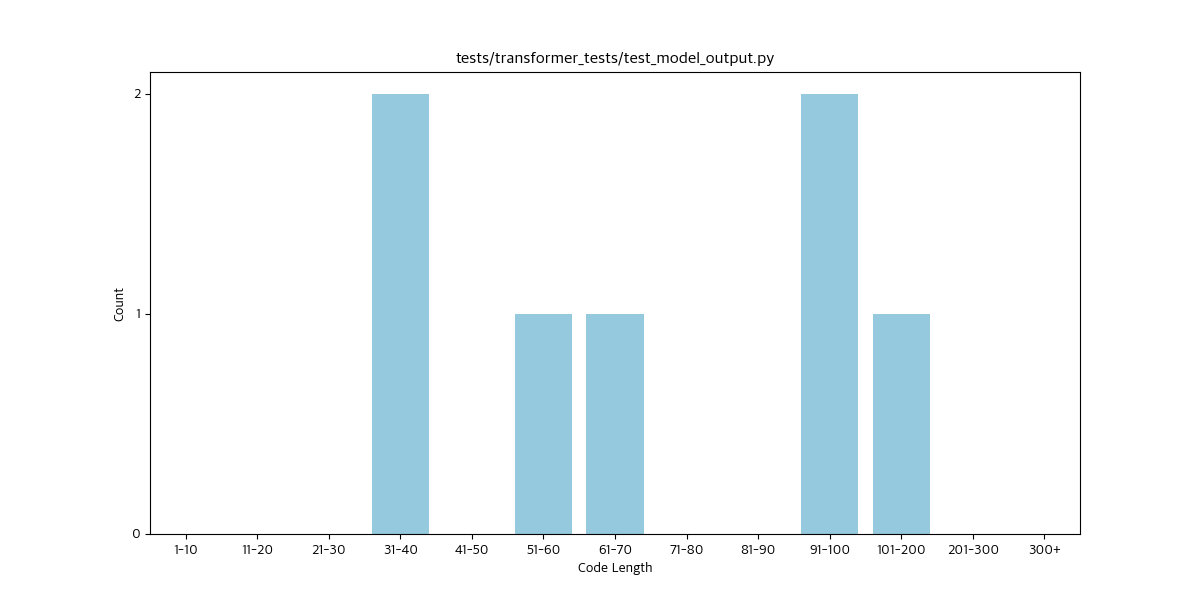 tests/transformer_tests/test_model_output.py
2
1
0
Count
1-10 11-20 21-30 31-40 41-50 51-60 61-70 71-80 81-90 91-100 101-200 201-300 300+
Code Length